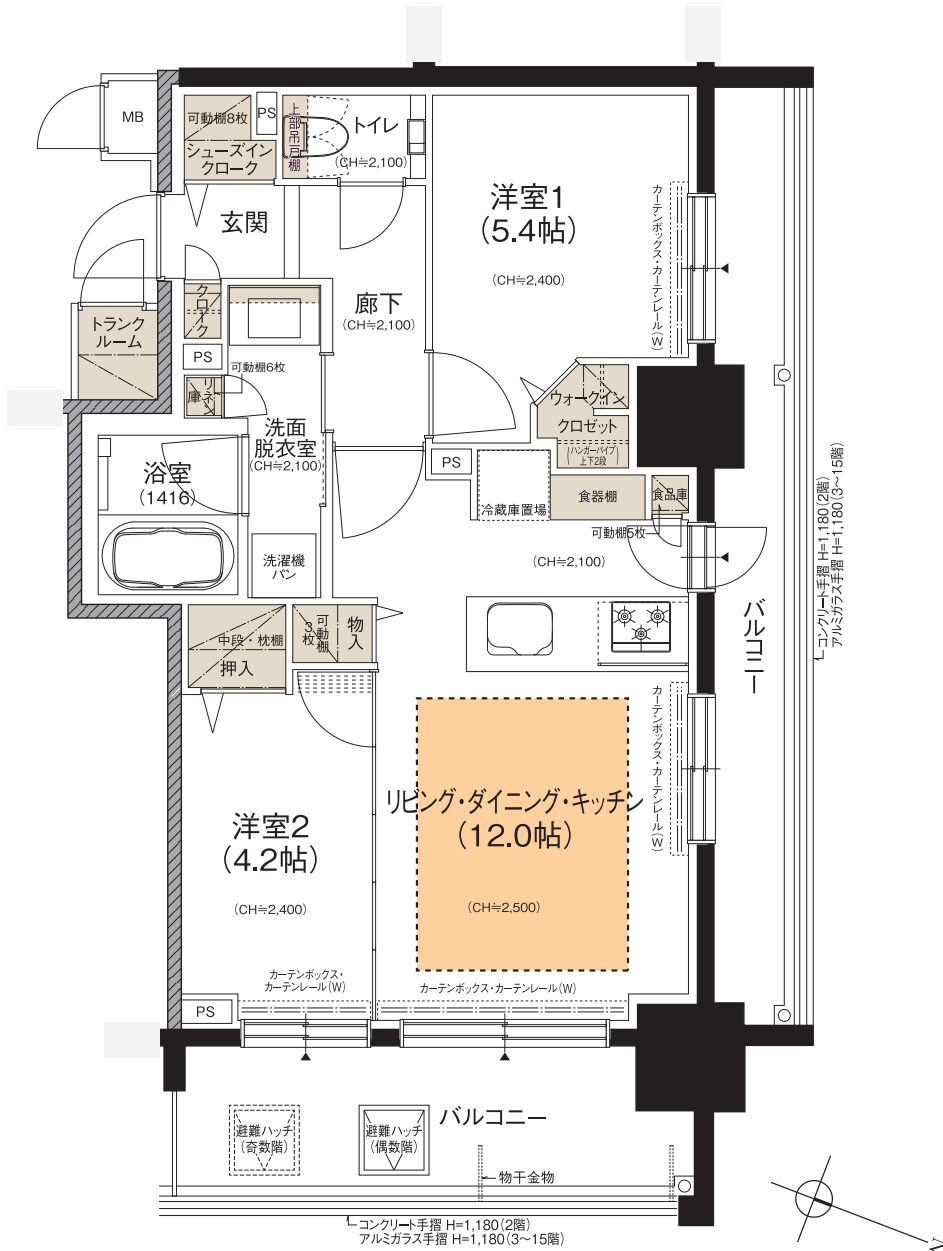 MB
可動棚8枚
PS
シューズイン
クローク
上部吊戸棚
トイレ
(CH≒2,100)
洋室1
(5.4帖)
(CH≒2,400)
カーテンボックス・カーテンレール(W)
玄関
廊下
(CH≒2,100)
クローク
トランク
ルーム
PS
可動棚6枚
リネン庫
洗面
脱衣室
(CH≒2,100)
浴室
(1416)
洗濯機
パン
ウォークイン
クロゼット
(ハンガーパイプ)
上下2段
PS
冷蔵庫置場
食器棚
食品庫
可動棚5枚
(CH≒2,100)
バルコニー
コンクリート手摺 H=1,180(2階)
アルミガラス手摺 H=1,180(3~15階)
中段・枕棚
押入
可動棚3枚
物入
カーテンボックス・カーテンレール(W)
リビング・ダイニング・キッチン
(12.0帖)
(CH≒2,500)
洋室2
(4.2帖)
(CH≒2,400)
カーテンボックス・
カーテンレール(W)
カーテンボックス・カーテンレール(W)
PS
バルコニー
避難ハッチ
(奇数階)
避難ハッチ
(偶数階)
物干金物
コンクリート手摺 H=1,180(2階)
アルミガラス手摺 H=1,180(3~15階)
N